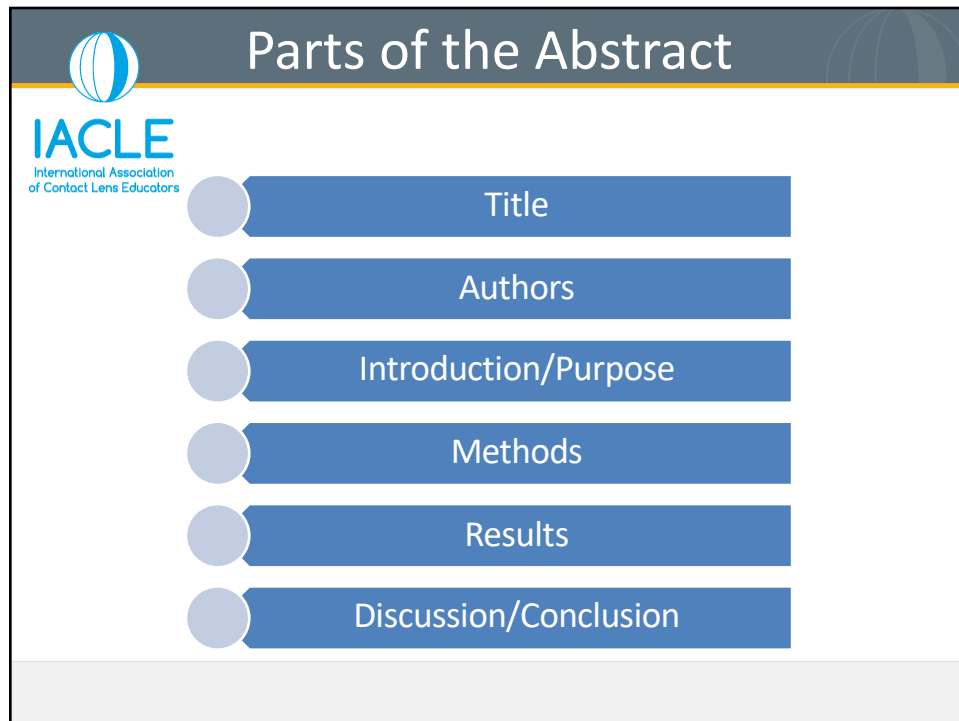 Parts of the Abstract
IACLE
International Association
of Contact Lens Educators
Title
Authors
Introduction/Purpose
Methods
Results
Discussion/Conclusion